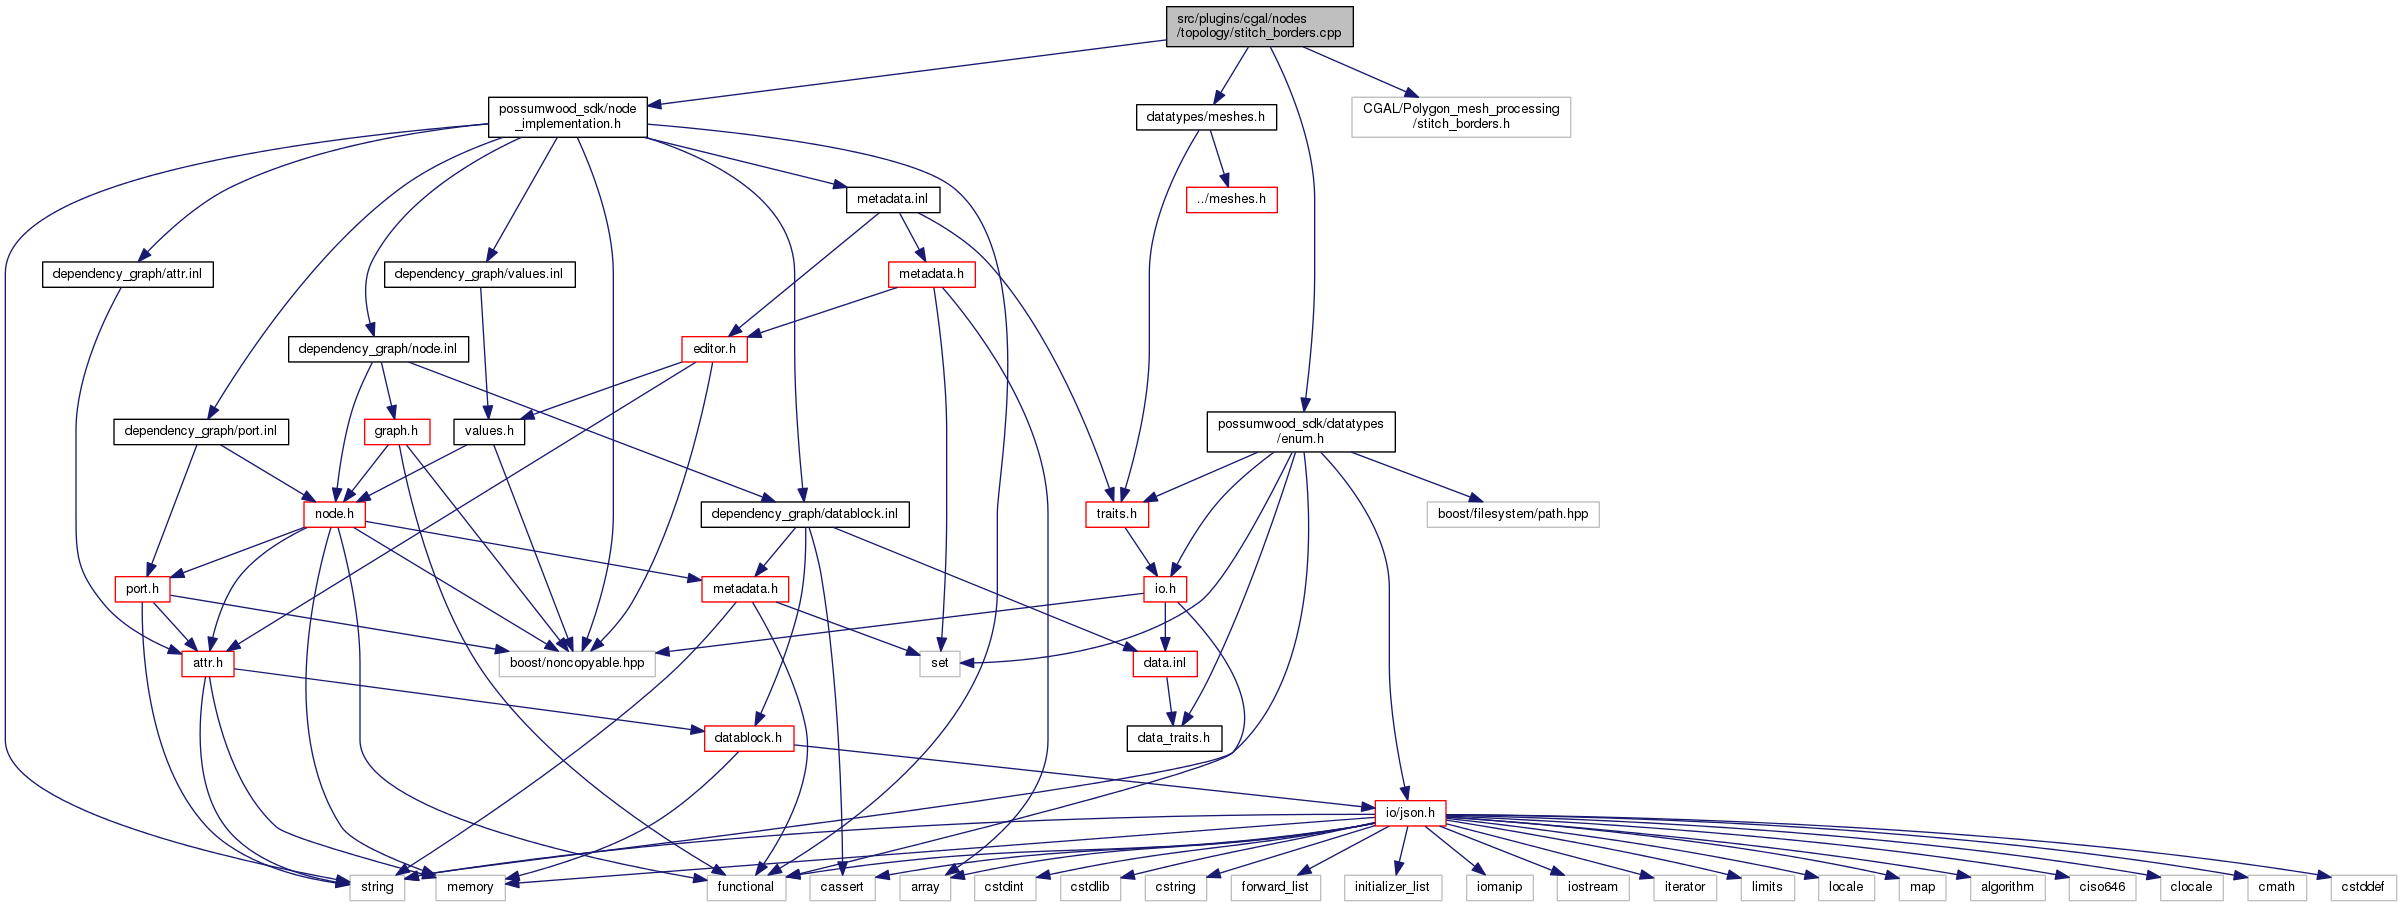 src/plugins/cgal/nodes
/topology/stitch_borders.cpp
possumwood_sdk/node
_implementation.h
datatypes/meshes.h
CGAL/Polygon_mesh_processing
/stitch_borders.h
metadata.inl
../meshes.h
dependency_graph/attr.inl
dependency_graph/values.inl
metadata.h
dependency_graph/node.inl
editor.h
dependency_graph/port.inl
graph.h
values.h
possumwood_sdk/datatypes
/enum.h
node.h
dependency_graph/datablock.inl
traits.h
boost/filesystem/path.hpp
port.h
metadata.h
io.h
attr.h
boost/noncopyable.hpp
set
data.inl
datablock.h
data_traits.h
io/json.h
string
memory
functional
cassert
array
cstdint
cstdlib
cstring
forward_list
initializer_list
iomanip
iostream
iterator
limits
locale
map
algorithm
ciso646
clocale
cmath
cstddef